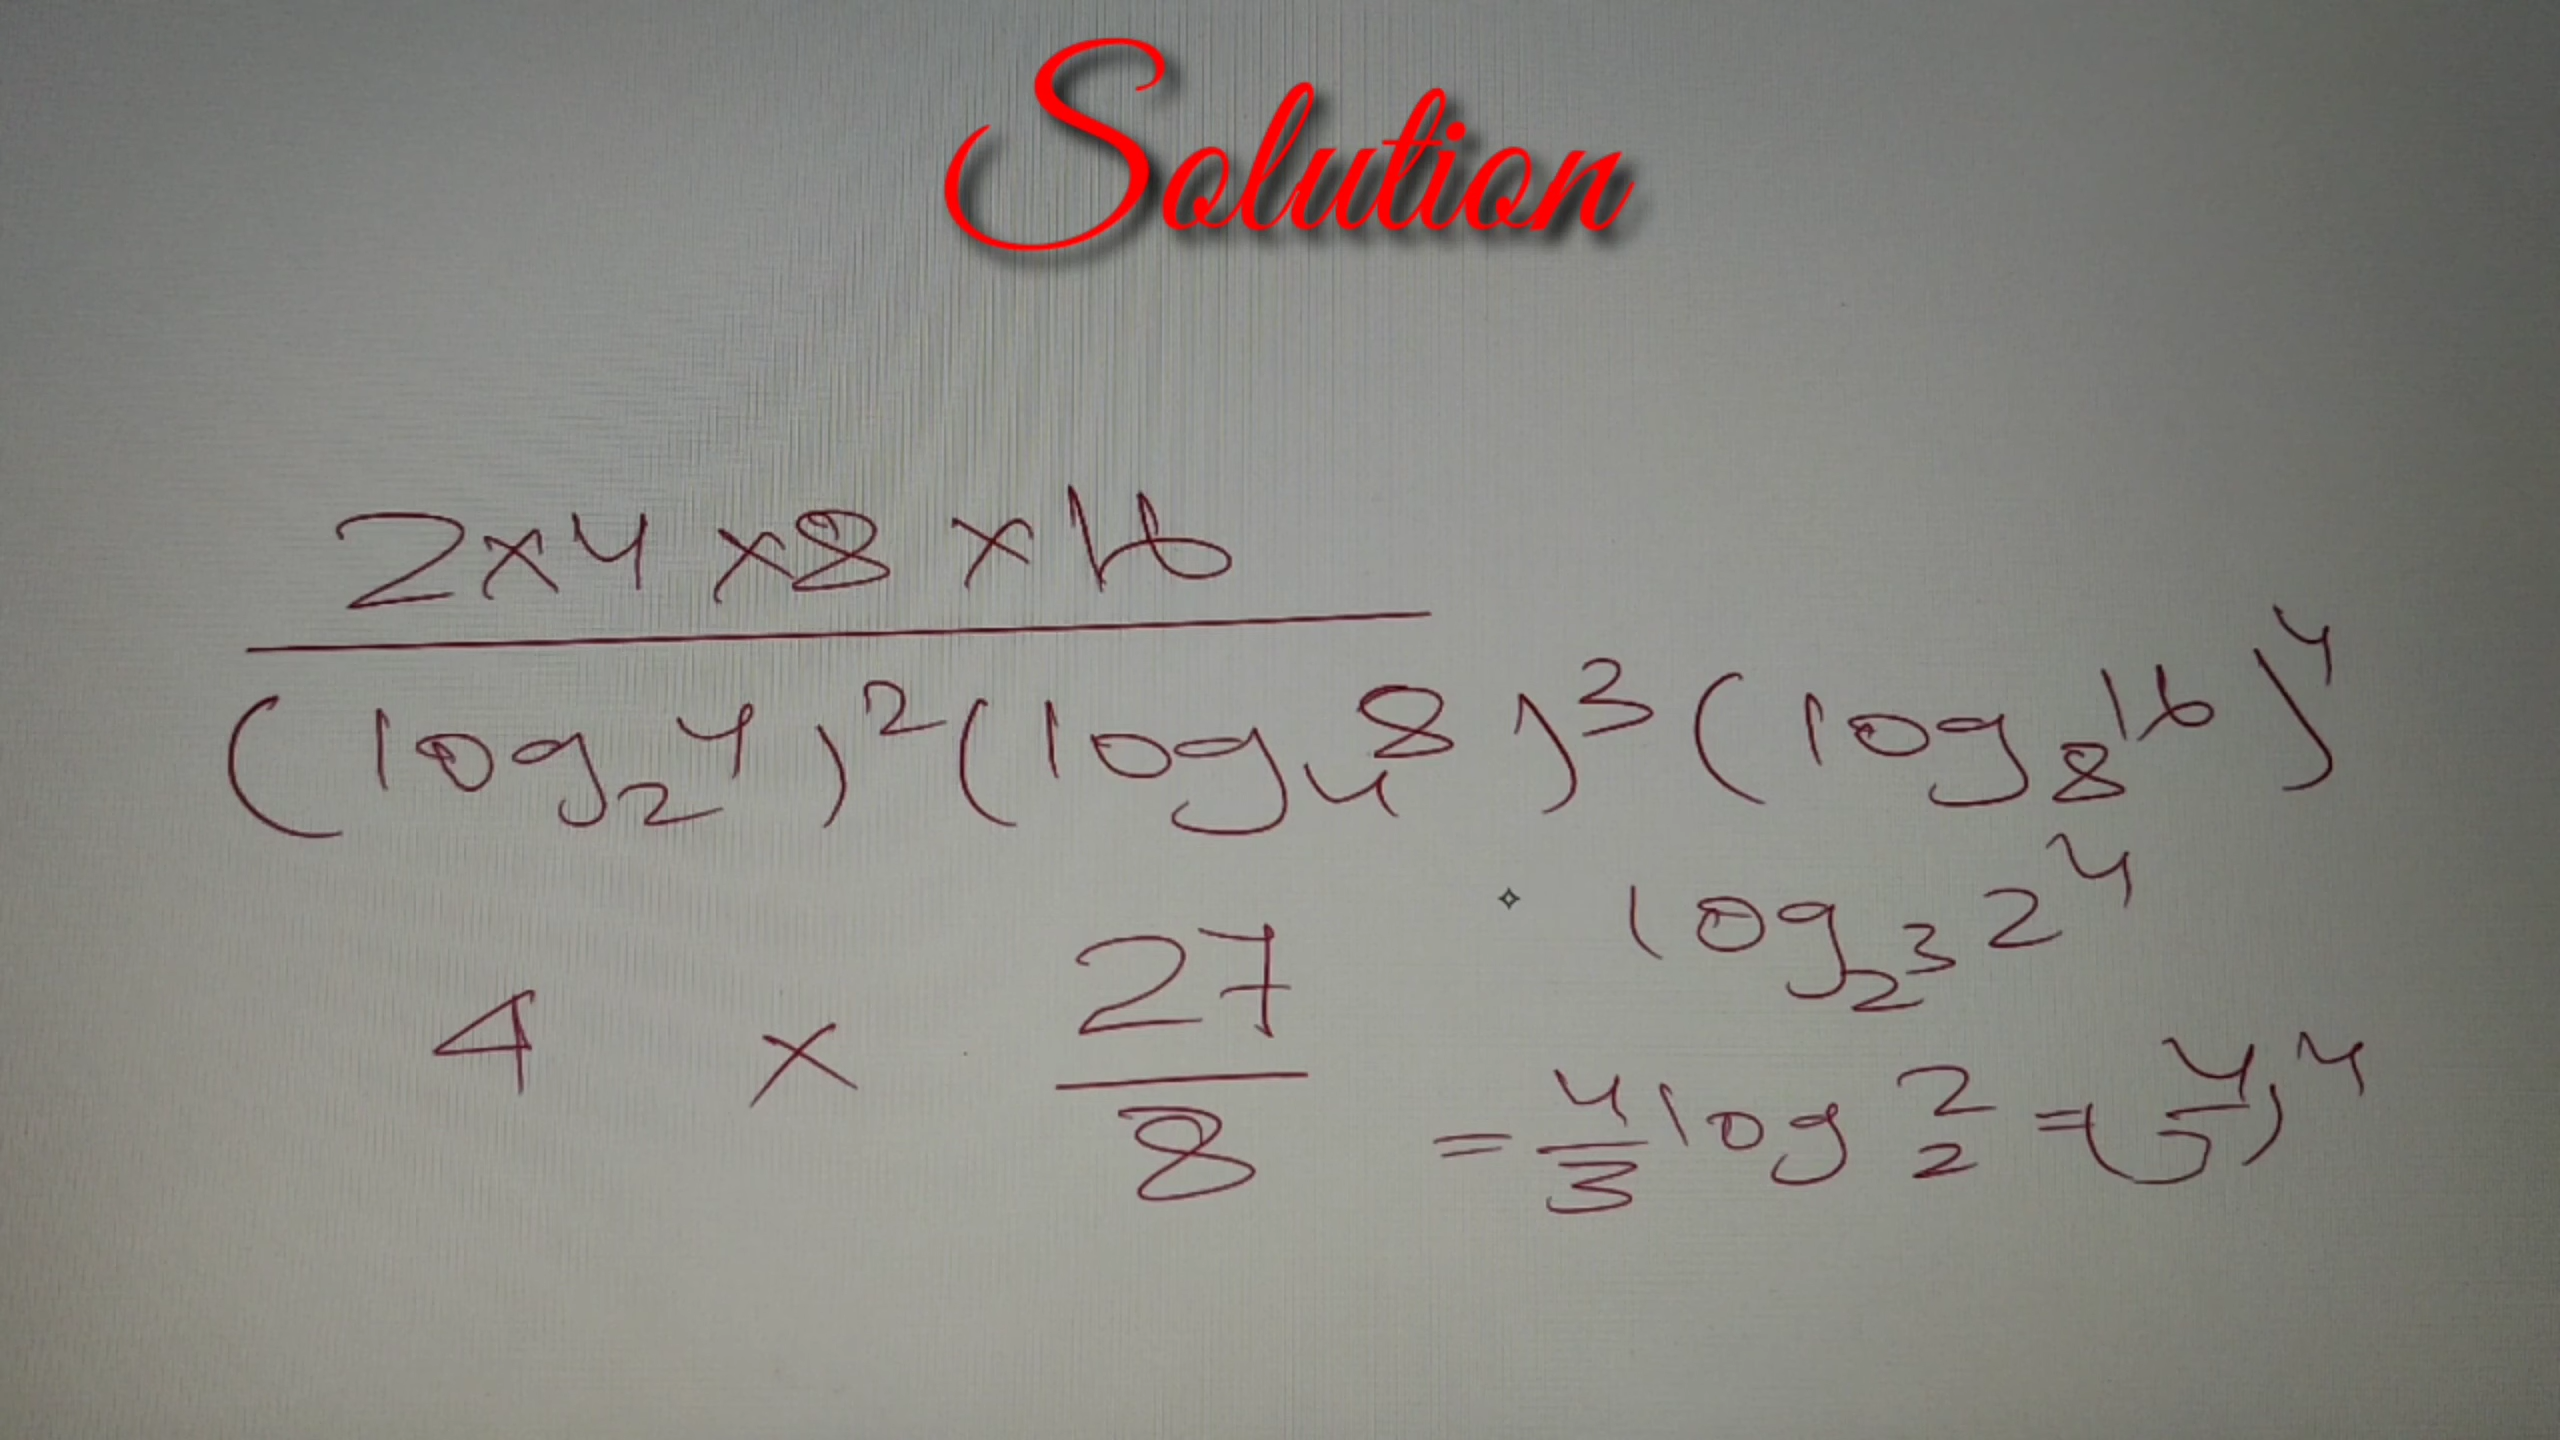 Solution
2×4×8×16
(log₂4)²(log₄8)³(log₈16)⁴
log₂³2⁴
4 × 27/8
= 4/3 log₂2 = (4/3)⁴